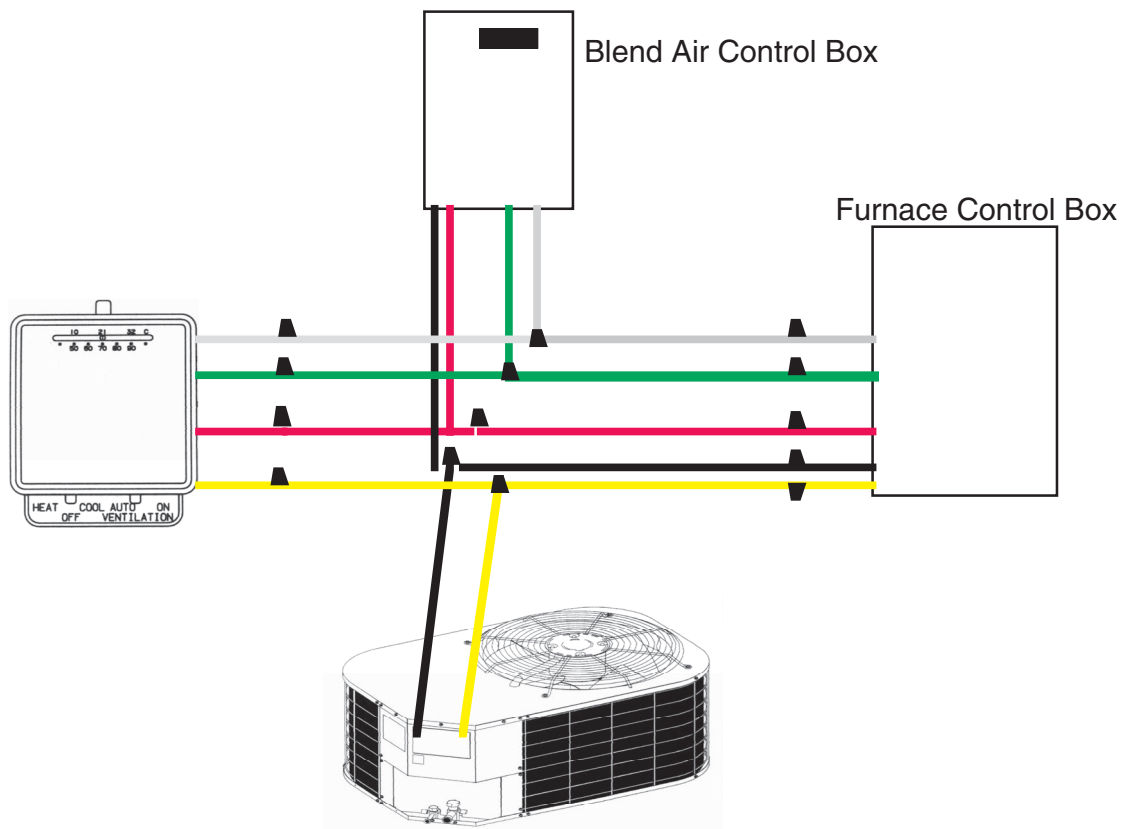 Blend Air Control Box
Furnace Control Box
10 21 32 C
50 60 70 80 90
HEAT COOL AUTO ON
OFF VENTILATION